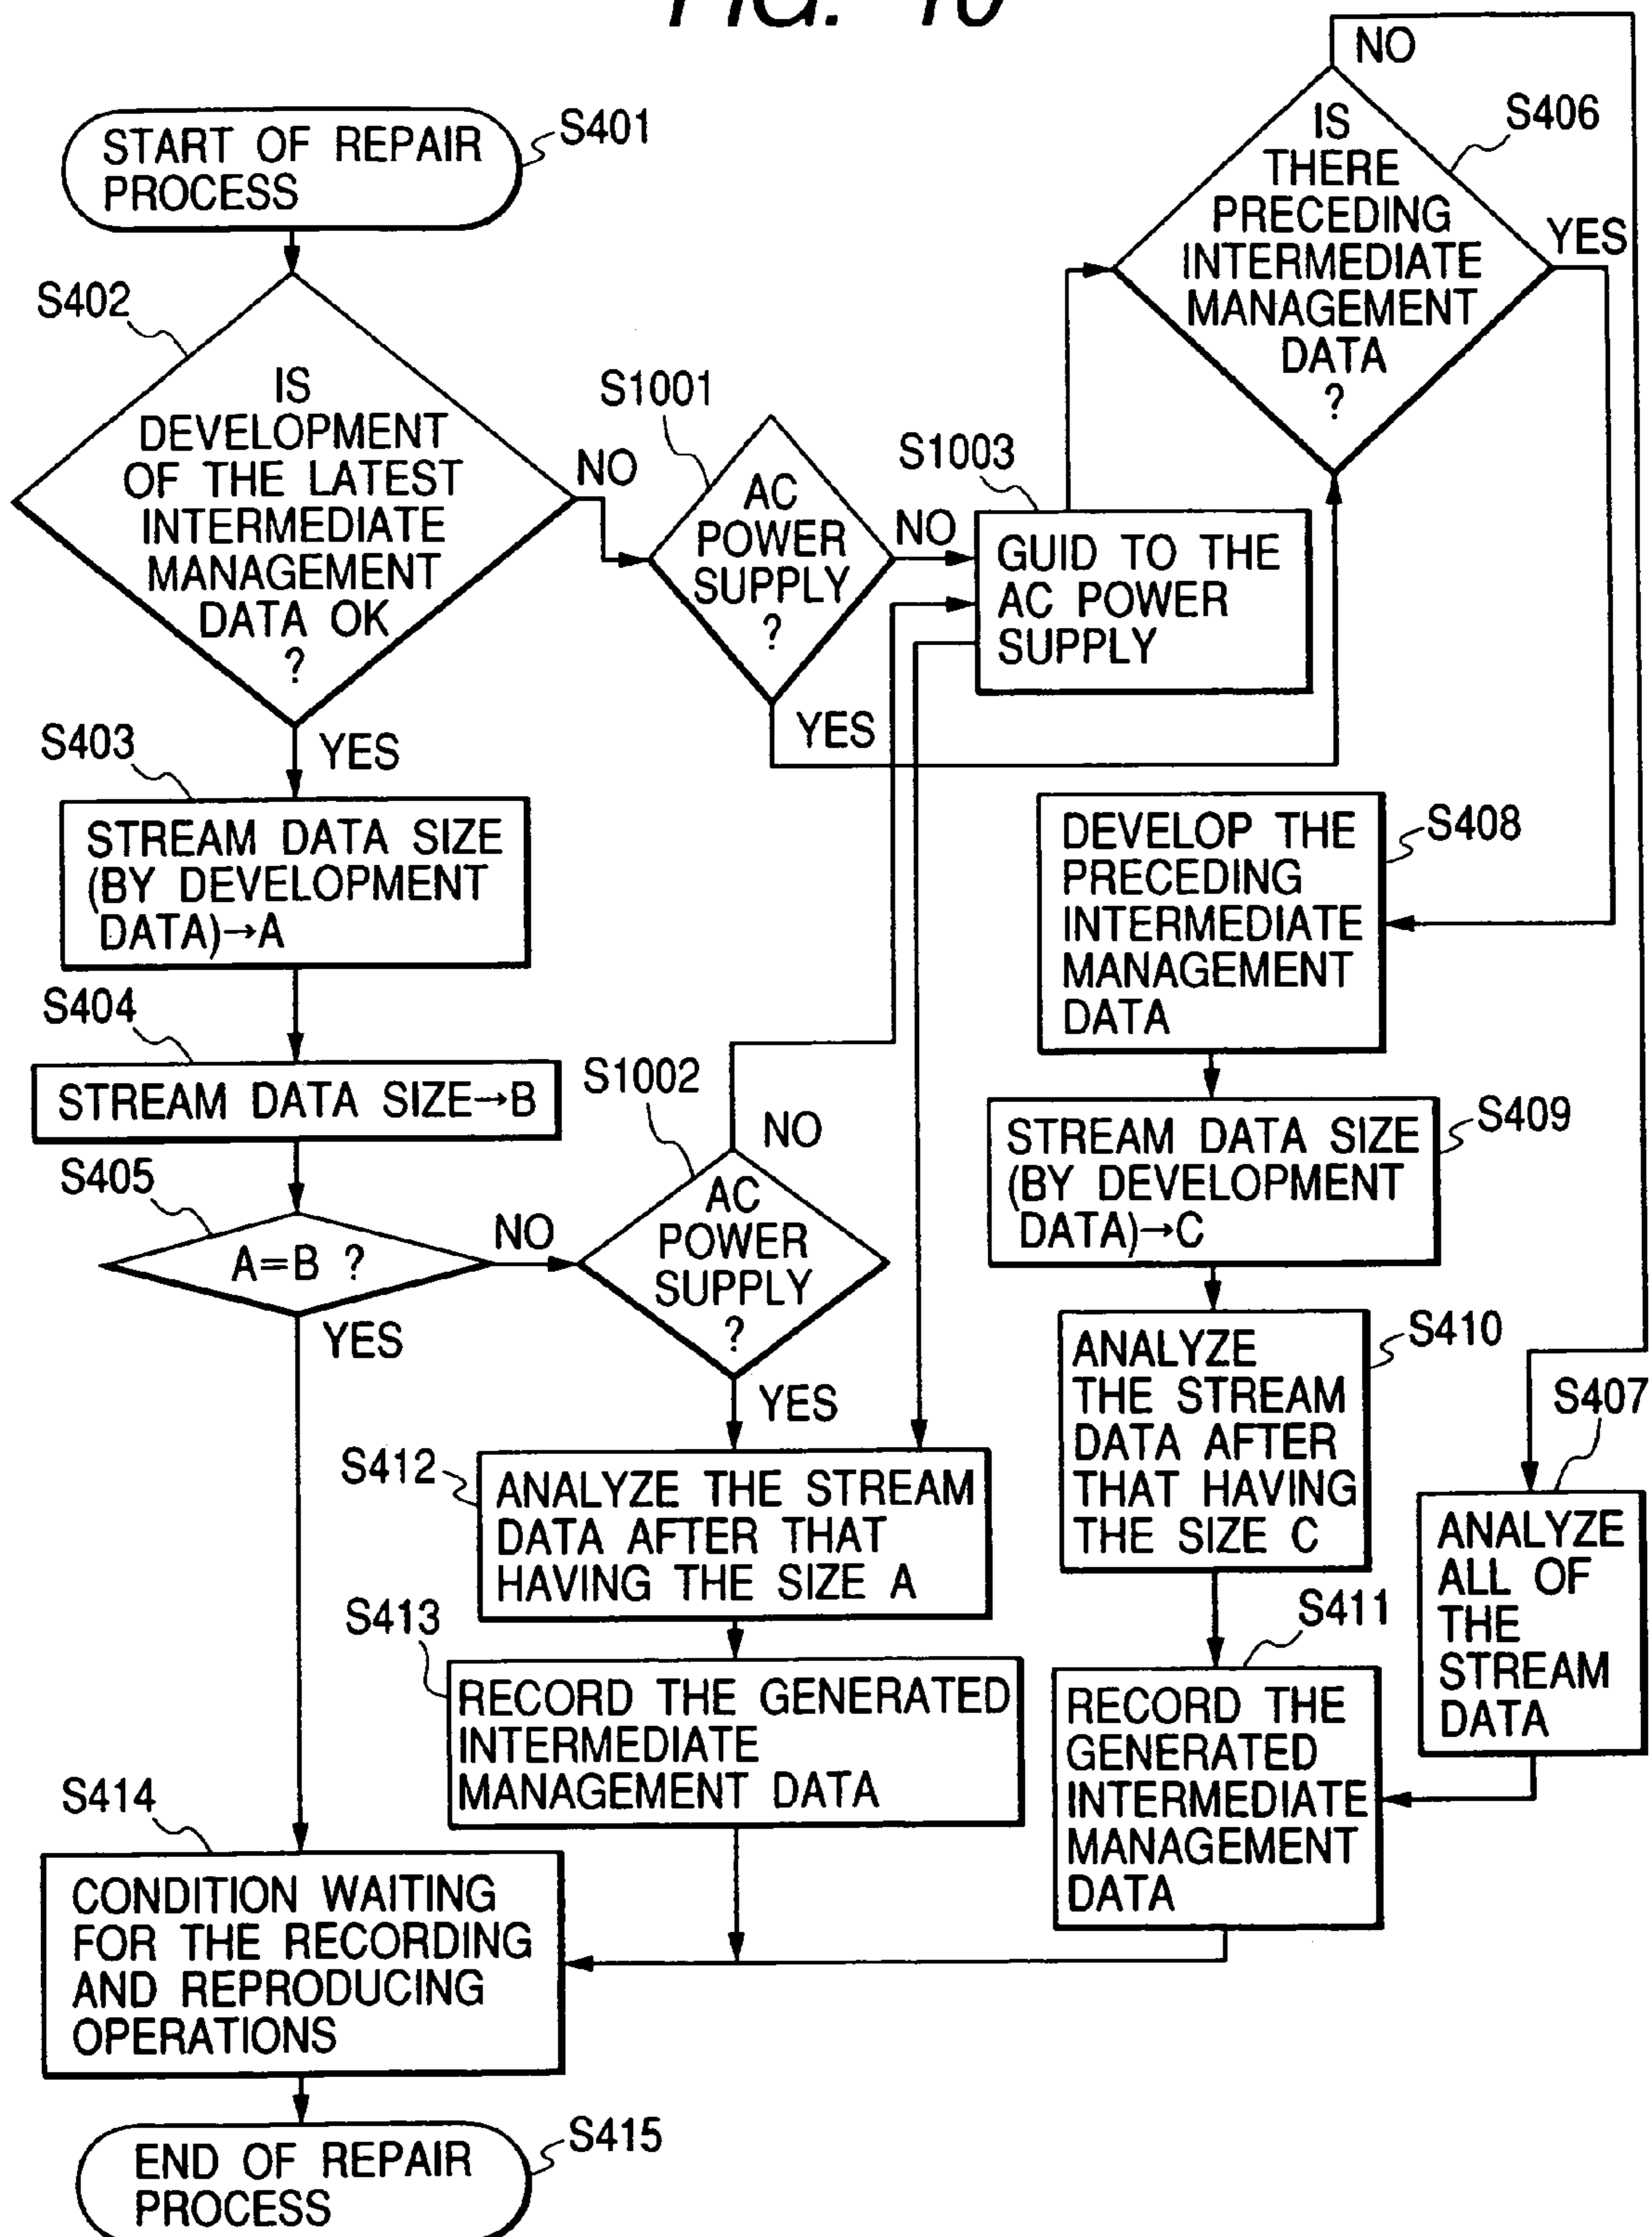 FIG. 10
START OF REPAIR
PROCESS
S401
S402
IS
DEVELOPMENT
OF THE LATEST
INTERMEDIATE
MANAGEMENT
DATA OK
?
NO
YES
S1001
AC
POWER
SUPPLY
?
NO
YES
S1003
GUID TO THE
AC POWER
SUPPLY
NO
S406
IS
THERE
PRECEDING
INTERMEDIATE
MANAGEMENT
DATA
?
YES
S403
STREAM DATA SIZE
(BY DEVELOPMENT
DATA)→A
S404
STREAM DATA SIZE→B
S405
A=B ?
NO
YES
S1002
NO
AC
POWER
SUPPLY
?
YES
S412
ANALYZE THE STREAM
DATA AFTER THAT
HAVING THE SIZE A
S413
RECORD THE GENERATED
INTERMEDIATE
MANAGEMENT DATA
S408
DEVELOP THE
PRECEDING
INTERMEDIATE
MANAGEMENT
DATA
S409
STREAM DATA SIZE
(BY DEVELOPMENT
DATA)→C
S410
ANALYZE
THE STREAM
DATA AFTER
THAT HAVING
THE SIZE C
S407
ANALYZE
ALL OF
THE
STREAM
DATA
S411
RECORD THE
GENERATED
INTERMEDIATE
MANAGEMENT
DATA
S414
CONDITION WAITING
FOR THE RECORDING
AND REPRODUCING
OPERATIONS
S415
END OF REPAIR
PROCESS